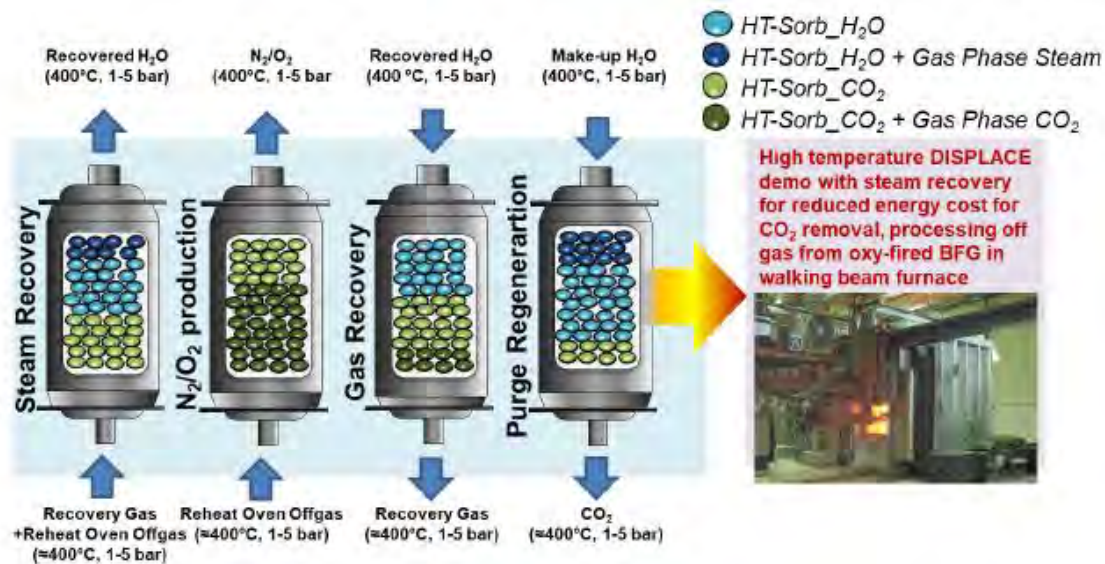 Recovered H₂O
(400°C, 1-5 bar)
N₂/O₂
(400°C, 1-5 bar
Recovered H₂O
(400 °C, 1-5 bar)
Make-up H₂O
(400°C, 1-5 bar)
HT-Sorb_H₂O
HT-Sorb_H₂O + Gas Phase Steam
HT-Sorb_CO₂
HT-Sorb_CO₂ + Gas Phase CO₂
Steam Recovery
N₂/O₂ production
Gas Recovery
Purge Regenerartion
High temperature DISPLACE
demo with steam recovery
for reduced energy cost for
CO₂ removal, processing off
gas from oxy-fired BFG in
walking beam furnace
Recovery Gas
+Reheat Oven Offgas
(≈400°C, 1-5 bar)
Reheat Oven Offgas
(≈400°C, 1-5 bar)
Recovery Gas
(≈400°C, 1-5 bar)
CO₂
(≈400°C, 1-5 bar)